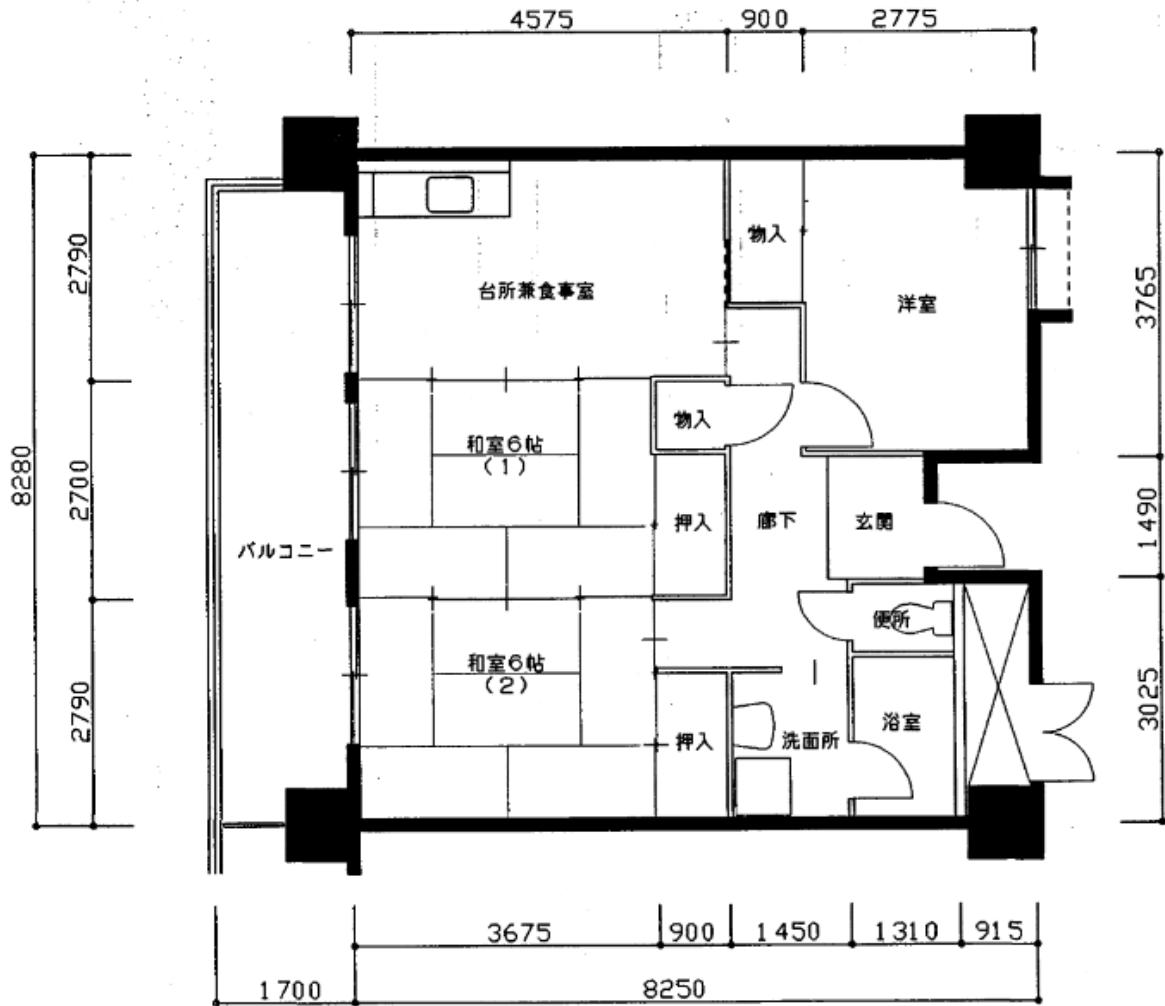 4575
900
2775
物入
台所兼食事室
洋室
2790
3765
8280
和室6帖
(1)
物入
2700
押入
廊下
玄関
1490
バルコニー
便所
和室6帖
(2)
2790
押入
洗面所
浴室
3025
3675
900
1450
1310
915
1700
8250